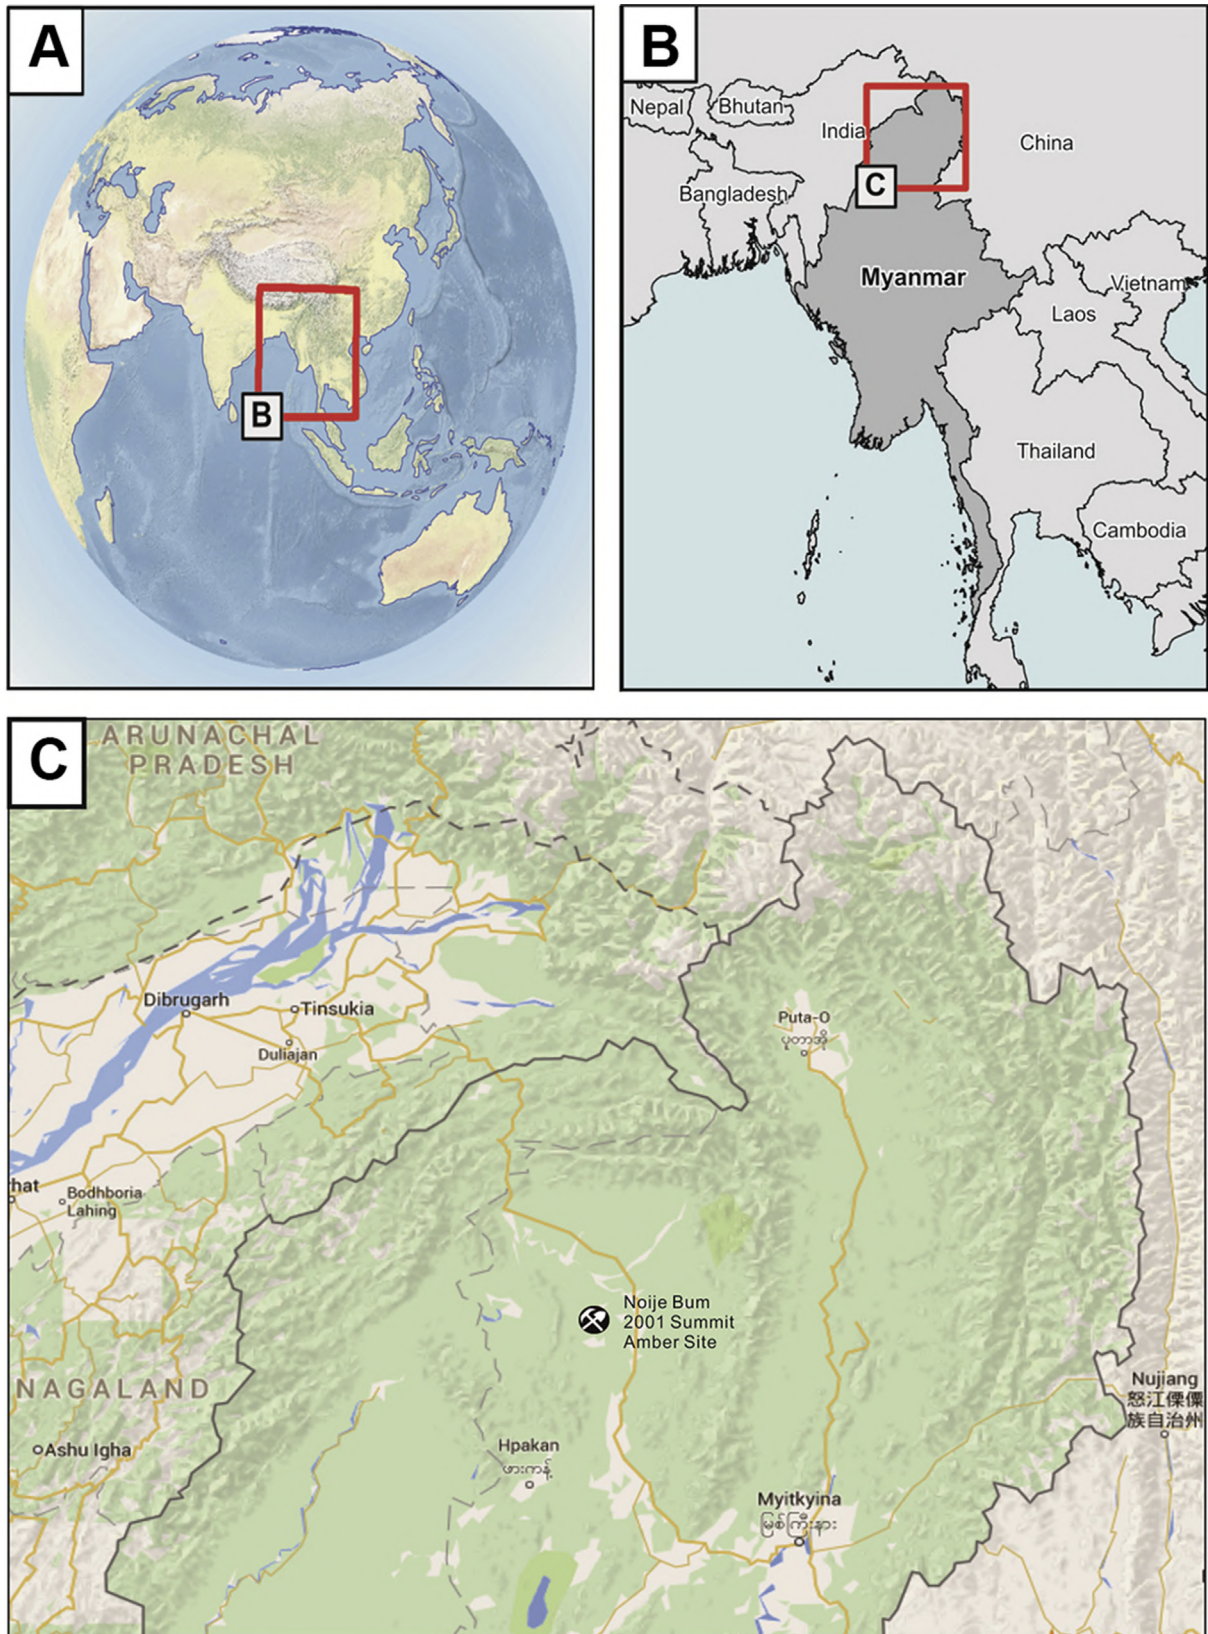 A
B
B
Nepal
Bhutan
India
China
C
Bangladesh
Myanmar
Vietnam
Laos
Thailand
Cambodia
C
ARUNACHAL
PRADESH
Dibrugarh
Tinsukia
Duliajan
Puta-O
ပူတာအို
rhat
Bodhboria
Lahing
Noije Bum
2001 Summit
Amber Site
NAGALAND
Nujiang
怒江傈僳
族自治州
Ashu Igha
Hpakan
ဖားကန့်
Myitkyina
မြစ်ကြီးနား